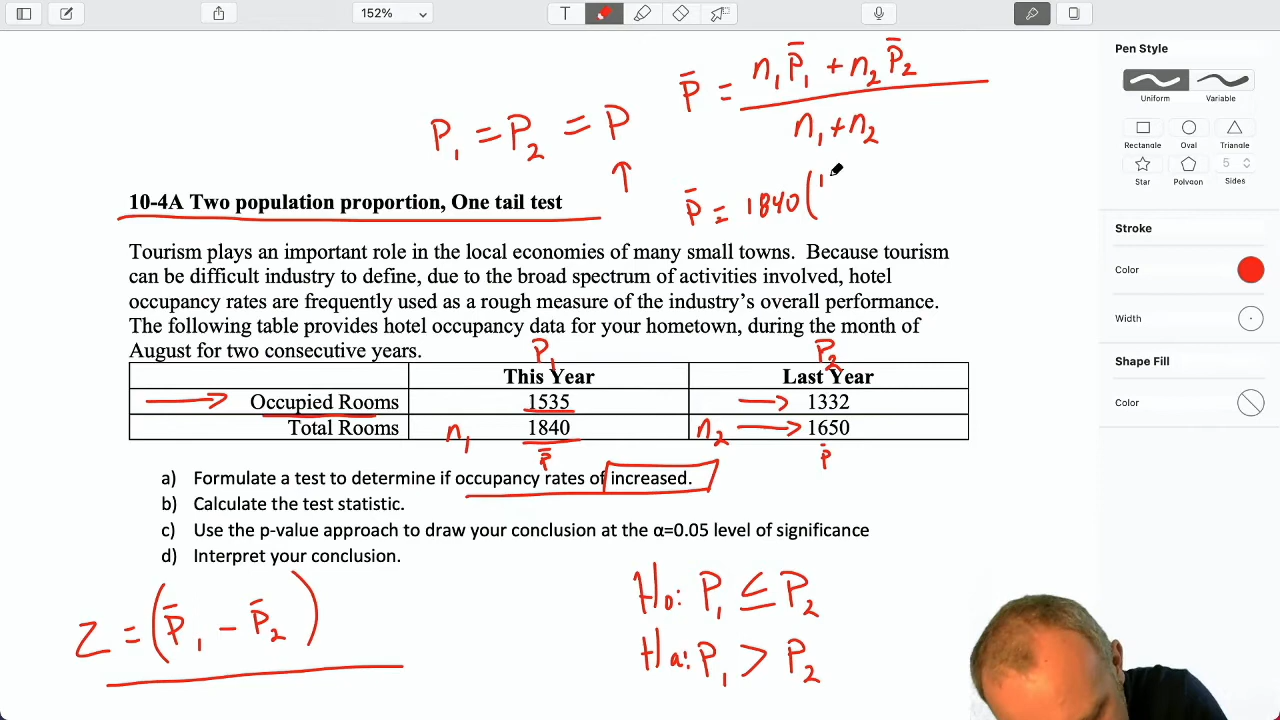 152%
T
Pen Style
Uniform Variable
Rectangle Oval Triangle
5
Star Polygon Sides
Stroke
Color
Width
Shape Fill
Color
p̄ = (n₁p̄₁ + n₂p̄₂) / (n₁ + n₂)
P₁ = P₂ = P
↑
p̄ = 1840(1
10-4A Two population proportion, One tail test
Tourism plays an important role in the local economies of many small towns. Because tourism
can be difficult industry to define, due to the broad spectrum of activities involved, hotel
occupancy rates are frequently used as a rough measure of the industry’s overall performance.
The following table provides hotel occupancy data for your hometown, during the month of
August for two consecutive years.
P₁ P₂
This Year Last Year
→ Occupied Rooms 1535 → 1332
Total Rooms n₁ 1840 n₂ → 1650
p̄ p̄
a) Formulate a test to determine if occupancy rates of increased.
b) Calculate the test statistic.
c) Use the p-value approach to draw your conclusion at the α=0.05 level of significance
d) Interpret your conclusion.
Z = (p̄₁ − p̄₂)
Ho: P₁ ≤ P₂
Ha: P₁ > P₂